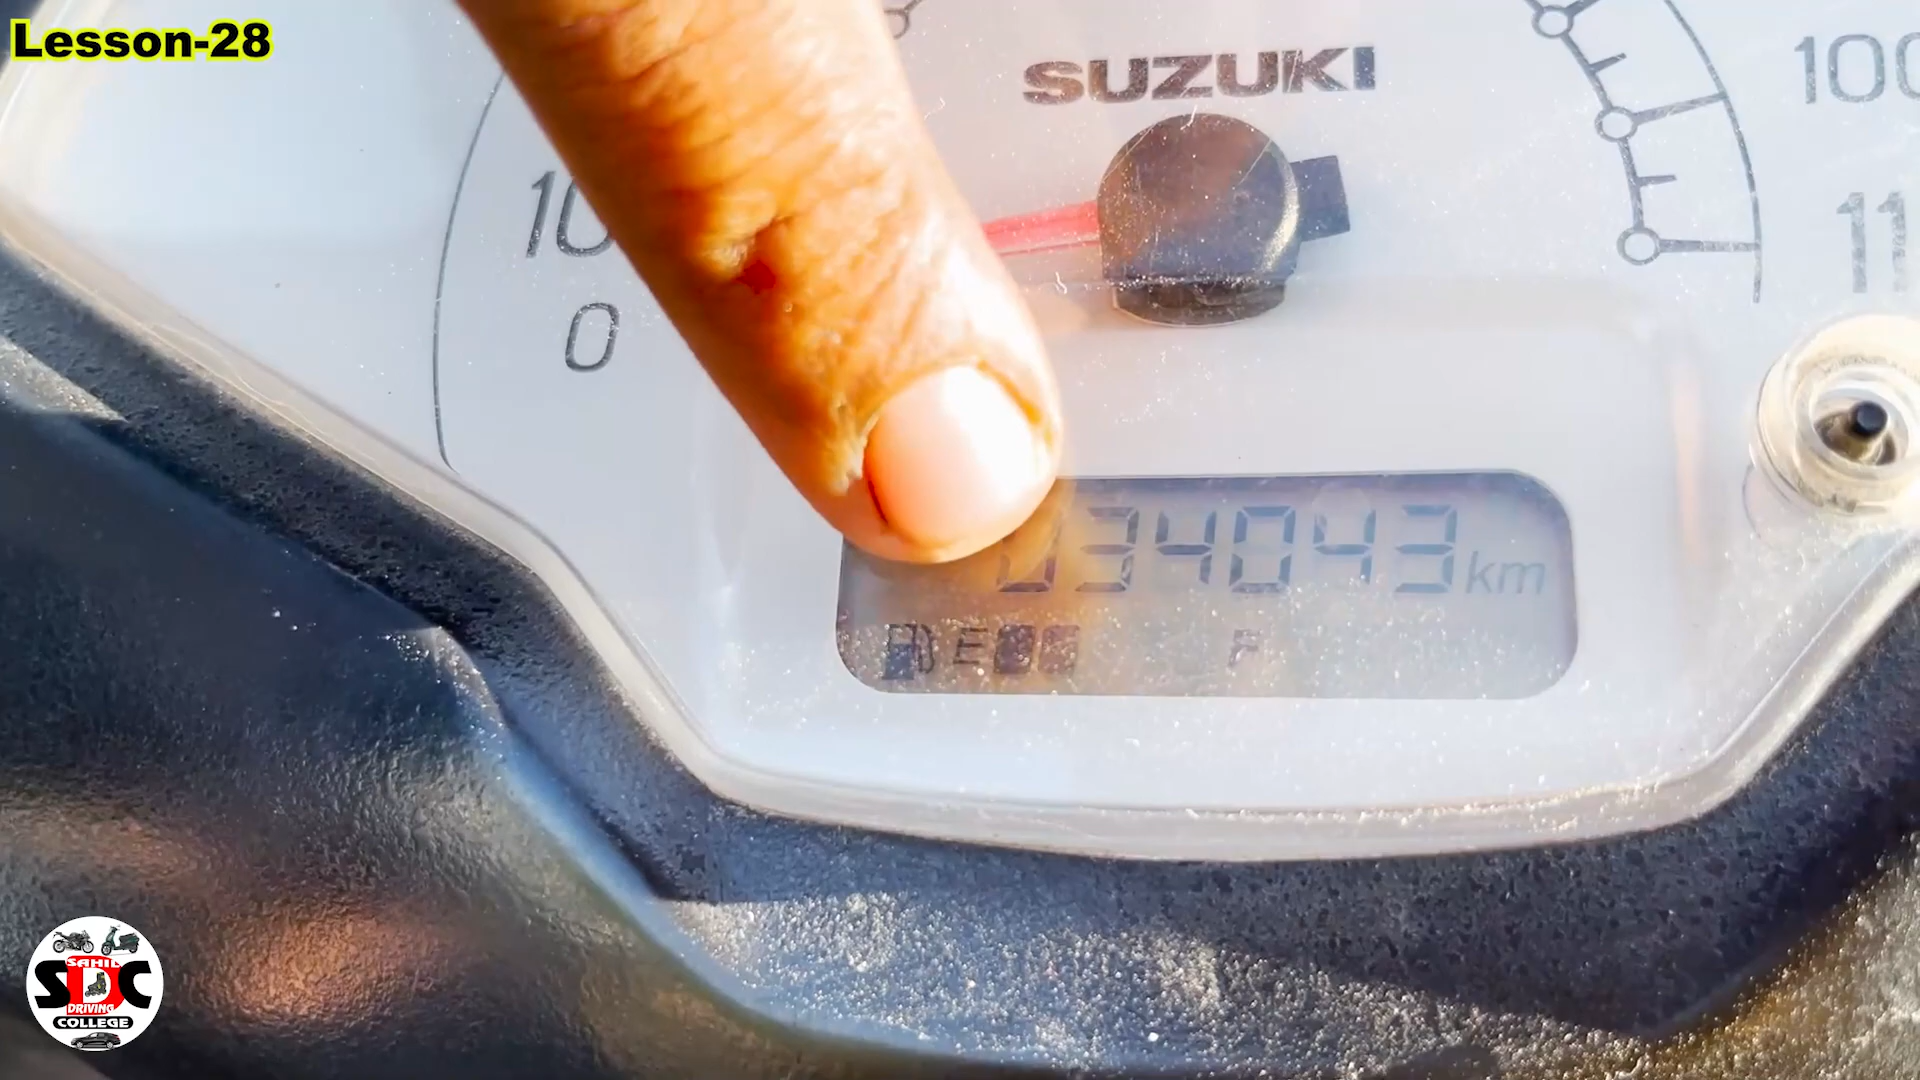 Lesson-28
SUZUKI
100
10
110
0
034043 km
E F
SAHIL
SDC
DRIVING
COLLEGE